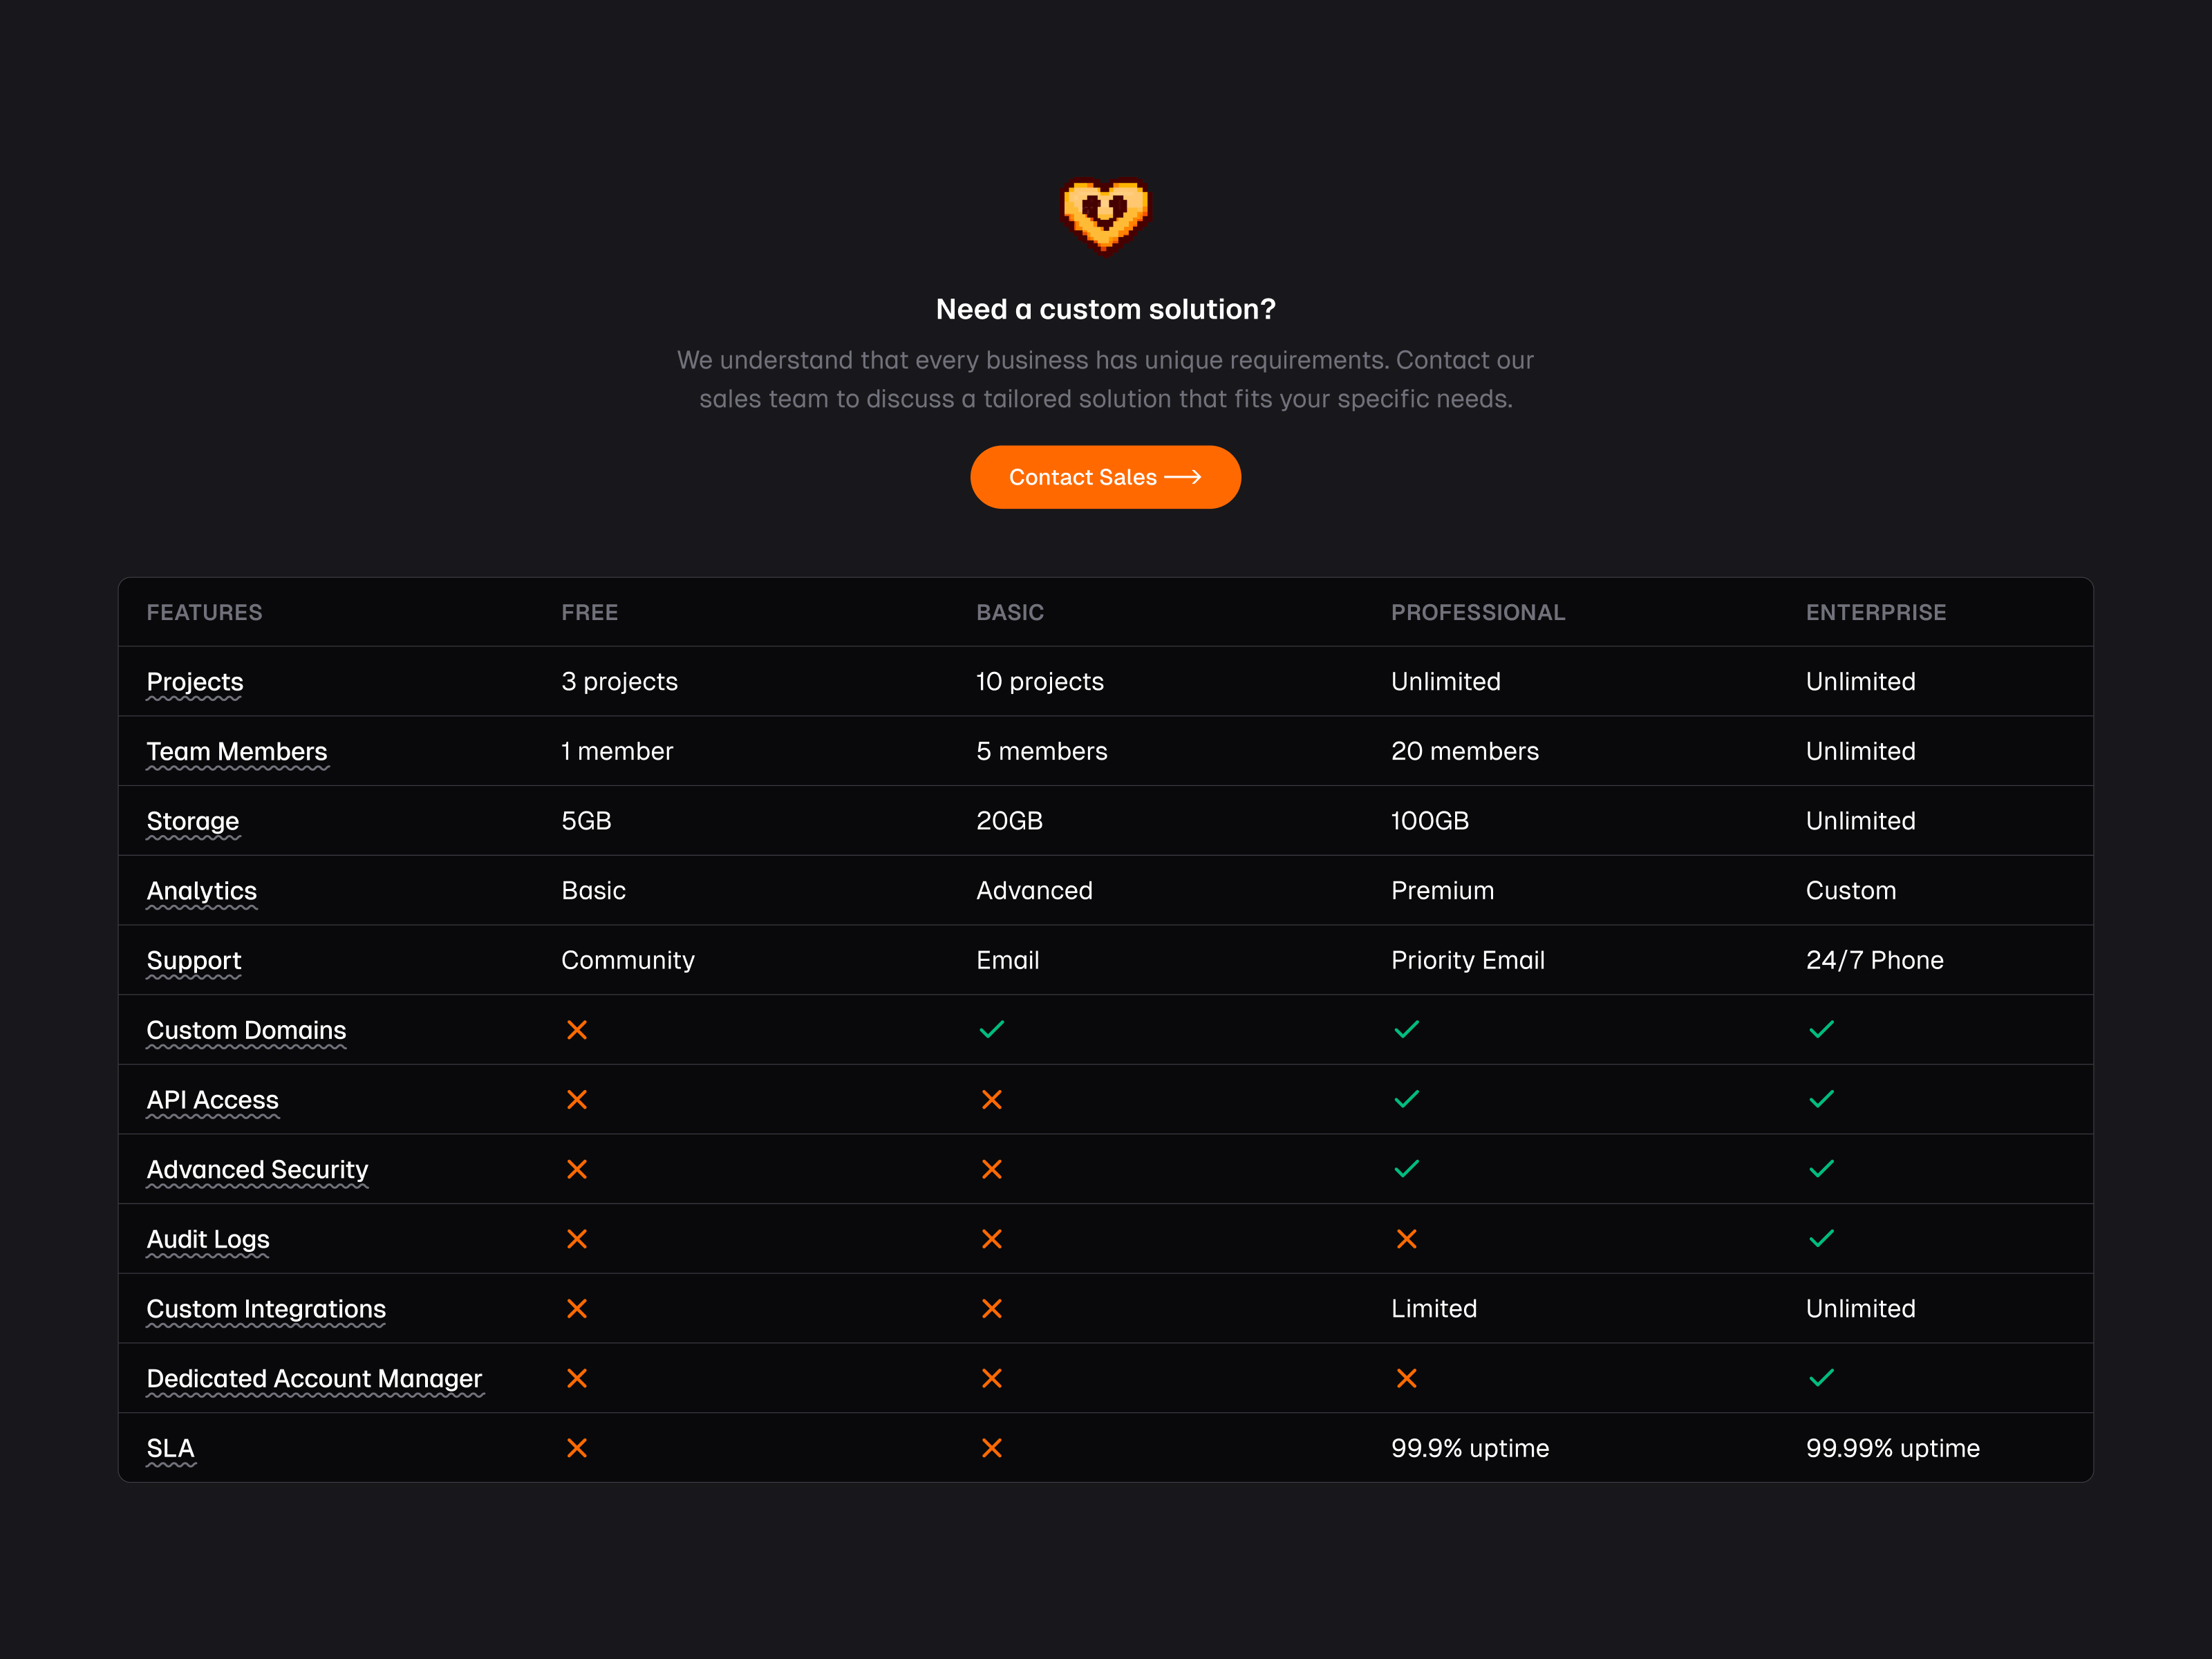 Need a custom solution?
We understand that every business has unique requirements. Contact our
sales team to discuss a tailored solution that fits your specific needs.
Contact Sales
FEATURES FREE BASIC PROFESSIONAL ENTERPRISE
Projects 3 projects 10 projects Unlimited Unlimited
Team Members 1 member 5 members 20 members Unlimited
Storage 5GB 20GB 100GB Unlimited
Analytics Basic Advanced Premium Custom
Support Community Email Priority Email 24/7 Phone
Custom Domains
API Access
Advanced Security
Audit Logs
Custom Integrations Limited Unlimited
Dedicated Account Manager
SLA 99.9% uptime 99.99% uptime